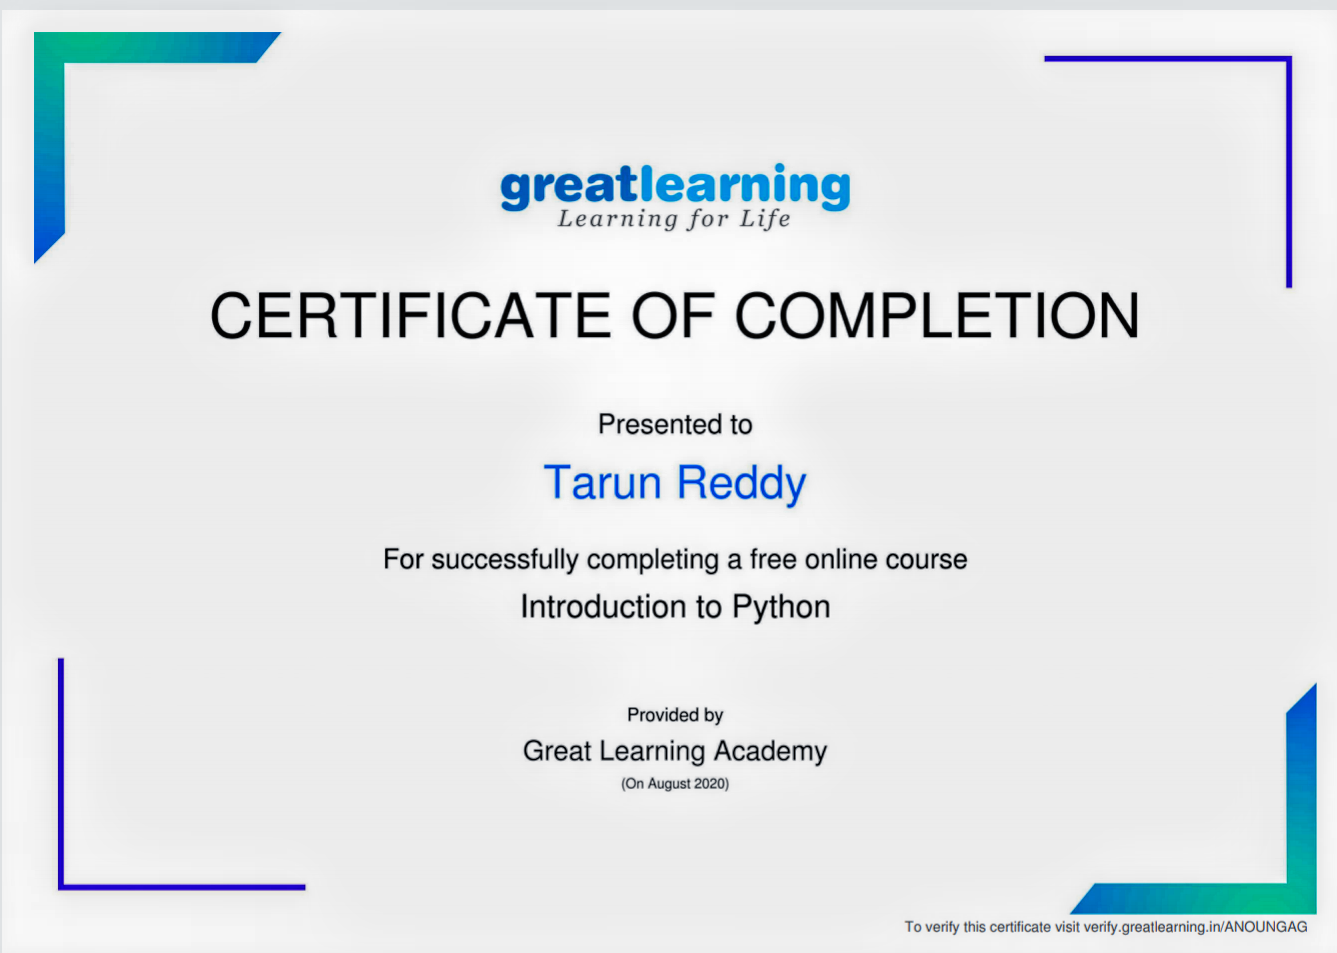 greatlearning
Learning for Life
CERTIFICATE OF COMPLETION
Presented to
Tarun Reddy
For successfully completing a free online course
Introduction to Python
Provided by
Great Learning Academy
(On August 2020)
To verify this certificate visit verify.greatlearning.in/ANOUNGAG